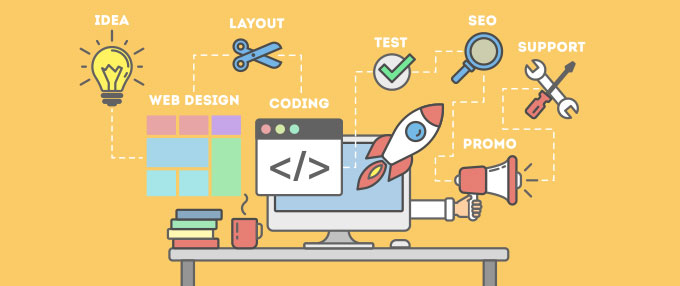 IDEA
LAYOUT
WEB DESIGN
CODING
</>
TEST
SEO
SUPPORT
PROMO